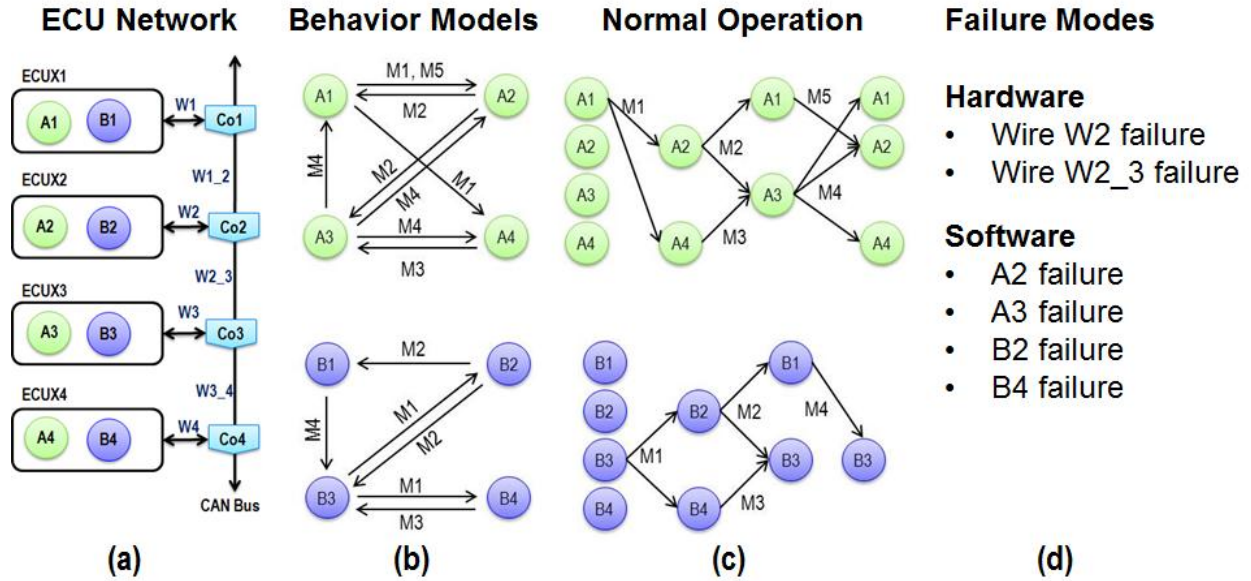 ECU Network
Behavior Models
Normal Operation
Failure Modes
ECUX1
A1
B1
W1
Co1
W1_2
ECUX2
A2
B2
W2
Co2
W2_3
ECUX3
A3
B3
W3
Co3
W3_4
ECUX4
A4
B4
W4
Co4
CAN Bus
(a)
A1
M1, M5
A2
M2
M4
M2
M4
M1
A3
M4
A4
M3
B1
M2
B2
M4
M1
M2
B3
M1
B4
M3
(b)
A1
A2
A3
A4
M1
A2
A4
M2
M3
A1
A3
M5
M4
A1
A2
A4
B1
B2
B3
B4
M1
B2
B4
M2
M3
B1
B3
M4
B3
(c)
Hardware
• Wire W2 failure
• Wire W2_3 failure
Software
• A2 failure
• A3 failure
• B2 failure
• B4 failure
(d)